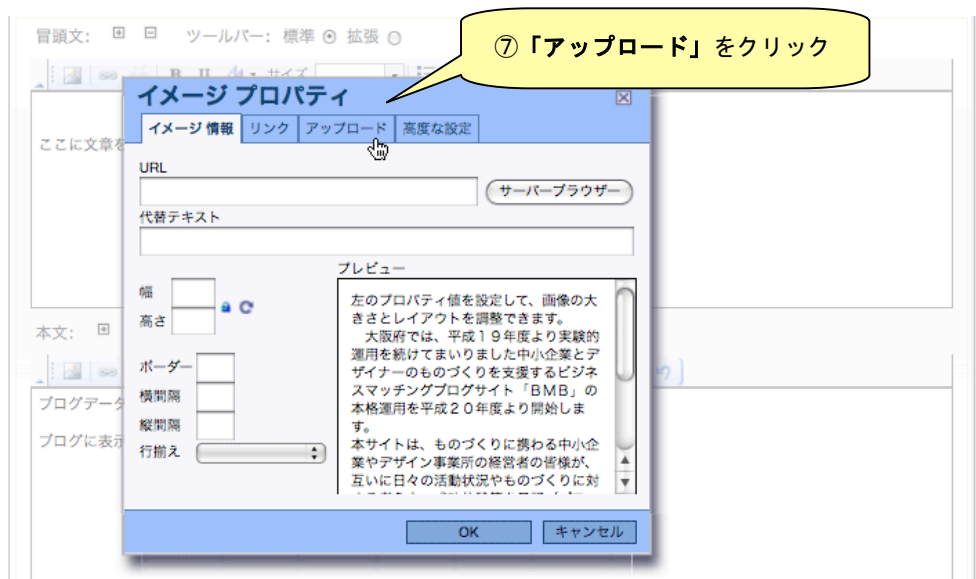 冒頭文: ツールバー: 標準 拡張
⑦「アップロード」をクリック
B U サイズ
イメージ プロパティ
イメージ 情報 リンク アップロード 高度な設定
ここに文章を
URL
サーバーブラウザー
代替テキスト
プレビュー
幅
高さ
ボーダー
横間隔
縦間隔
行揃え
左のプロパティ値を設定して、画像の大
きさとレイアウトを調整できます。
大阪府では、平成19年度より実験的
運用を続けてまいりました中小企業とデ
ザイナーのものづくりを支援するビジネ
スマッチングブログサイト「BMB」の
本格運用を平成20年度より開始しま
す。
本サイトは、ものづくりに携わる中小企
業やデザイン事業所の経営者の皆様が、
互いに日々の活動状況やものづくりに対
本文:
ブログデータ
ブログに表示
OK キャンセル